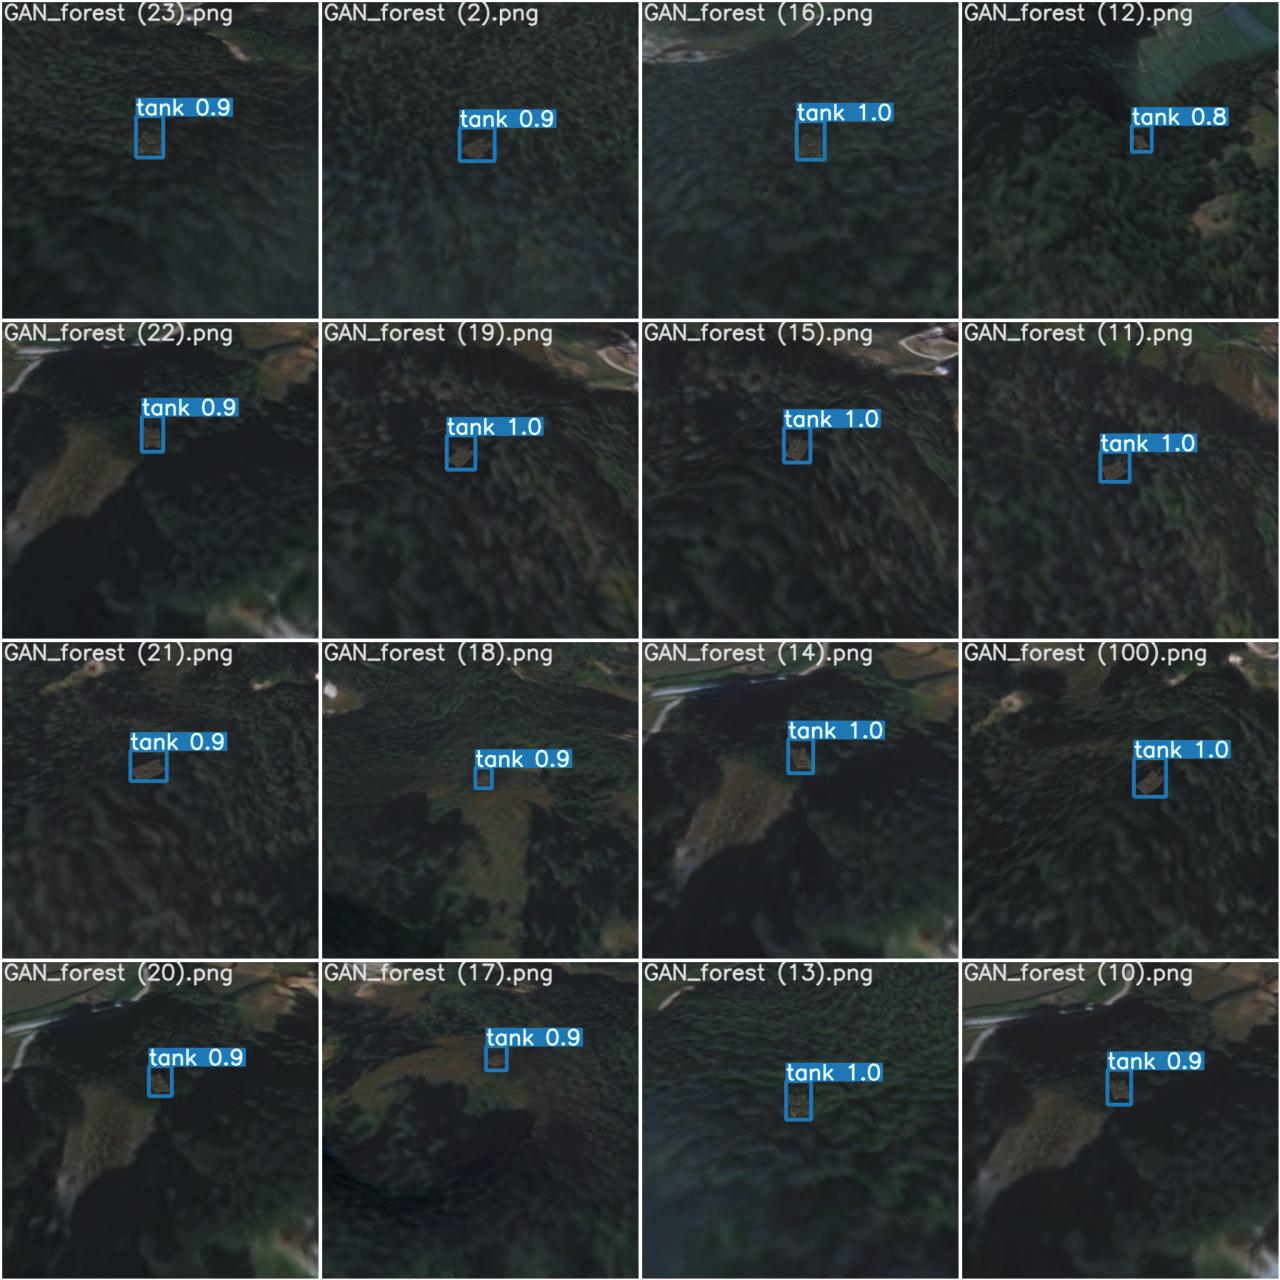 GAN_forest (23).png
tank 0.9
GAN_forest (2).png
tank 0.9
GAN_forest (16).png
tank 1.0
GAN_forest (12).png
tank 0.8
GAN_forest (22).png
tank 0.9
GAN_forest (19).png
tank 1.0
GAN_forest (15).png
tank 1.0
GAN_forest (11).png
tank 1.0
GAN_forest (21).png
tank 0.9
GAN_forest (18).png
tank 0.9
GAN_forest (14).png
tank 1.0
GAN_forest (100).png
tank 1.0
GAN_forest (20).png
tank 0.9
GAN_forest (17).png
tank 0.9
GAN_forest (13).png
tank 1.0
GAN_forest (10).png
tank 0.9